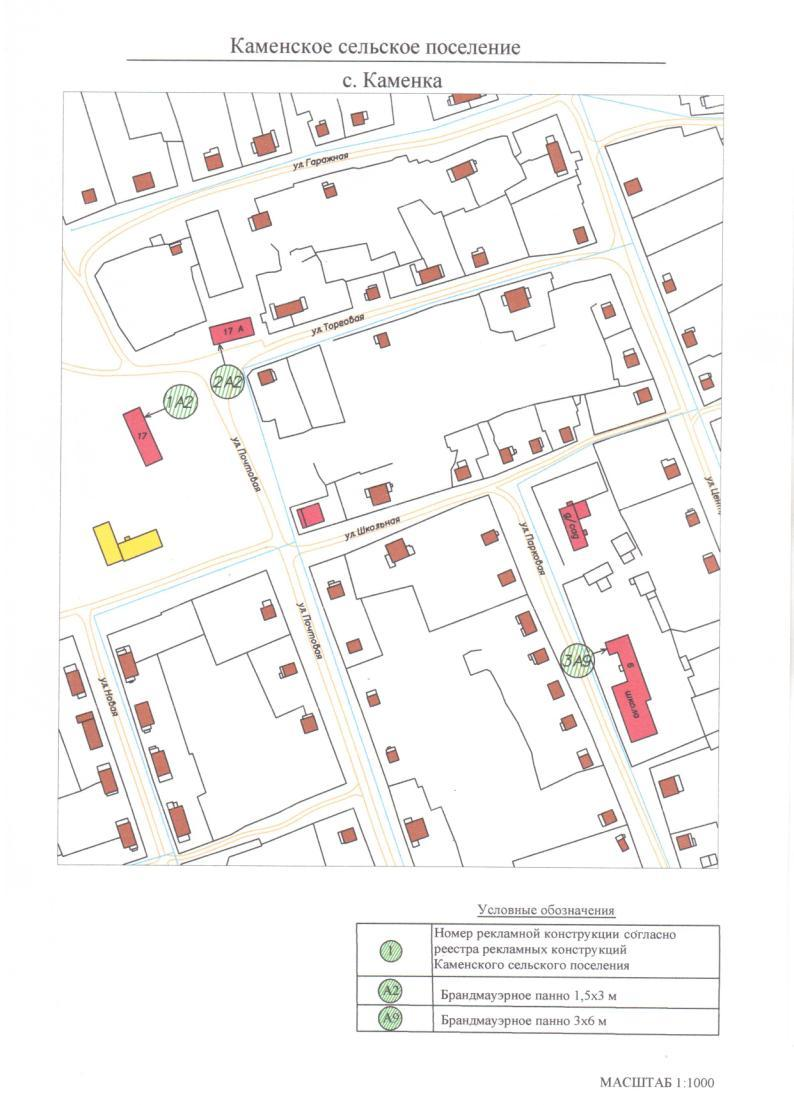 Каменское сельское поселение
с. Каменка
ул. Гаражная
17 А
ул. Торговая
2 А2
1 А2
17
ул. Почтовая
ул. Школьная
ул. Парковая
д/сад
ул. Почтовая
ул. Новая
3 А9
6
школа
Условные обозначения
1
Номер рекламной конструкции согласно
реестра рекламных конструкций
Каменского сельского поселения
А2
Брандмауэрное панно 1,5х3 м
А9
Брандмауэрное панно 3х6 м
МАСШТАБ 1:1000